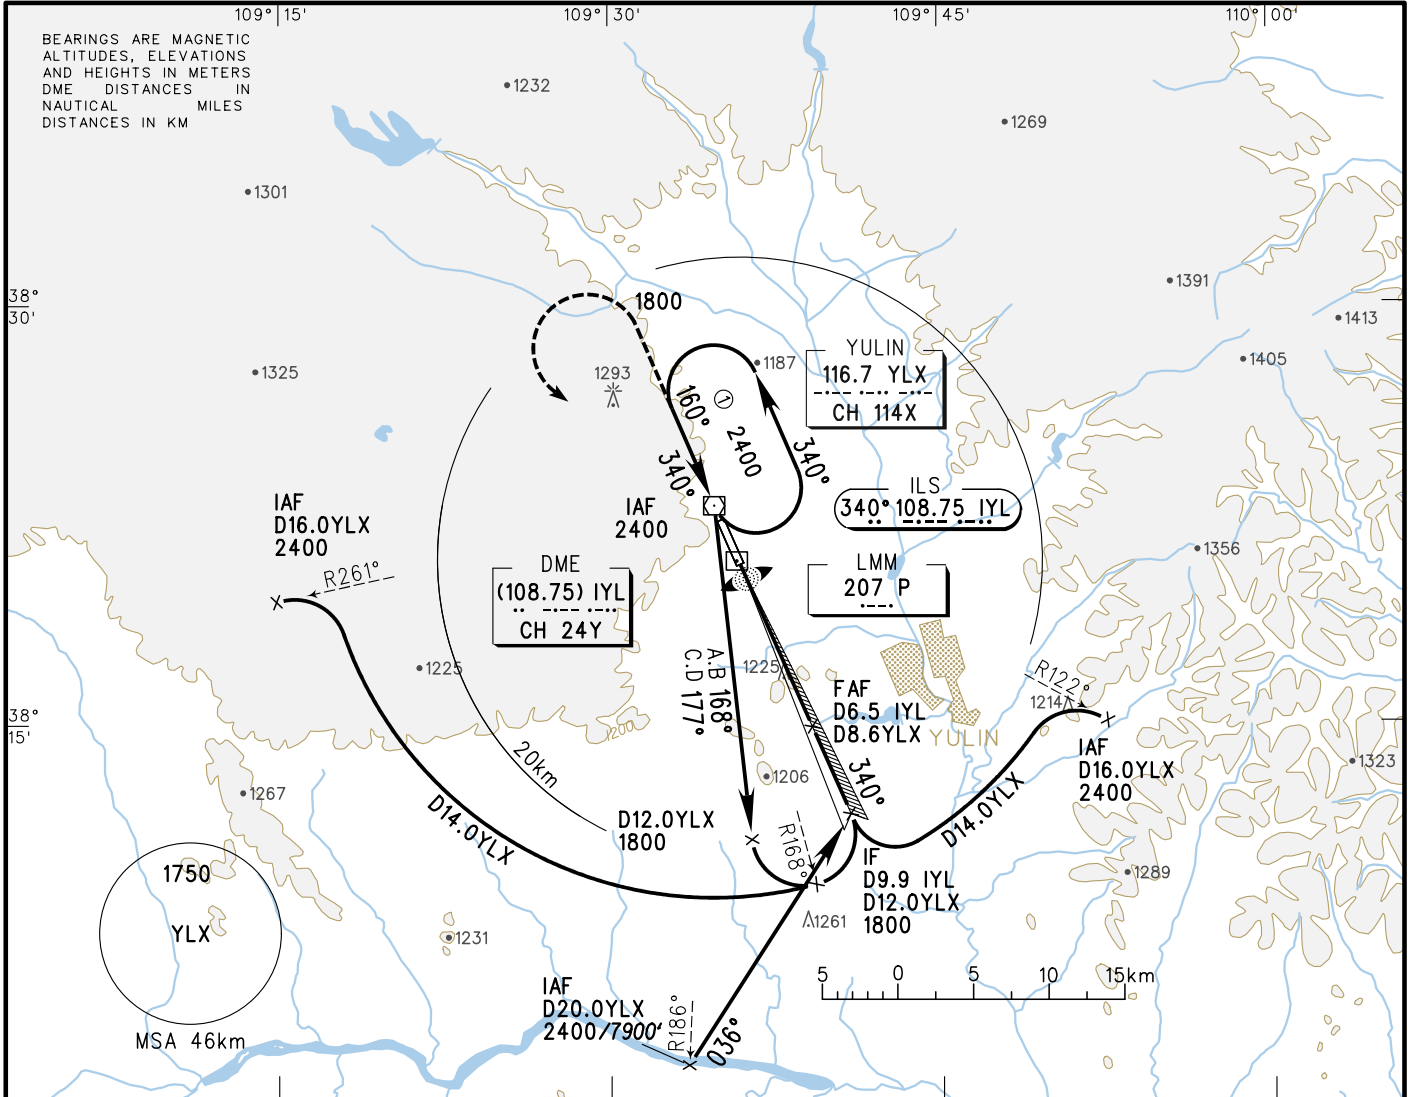 109° 15'
109° 30'
109° 45'
110° 00'
BEARINGS ARE MAGNETIC
ALTITUDES, ELEVATIONS
AND HEIGHTS IN METERS
DME DISTANCES IN
NAUTICAL MILES
DISTANCES IN KM
1232
1269
1301
1391
38°
30'
1800
1413
1187
YULIN
116.7 YLX
CH 114X
1405
1325
1293
160°
1
2400
340°
340°
ILS
340° 108.75 IYL
IAF
D16.0YLX
2400
IAF
2400
1356
R261°
DME
(108.75) IYL
CH 24Y
LMM
207 P
1225
A.B 168°
C.D 177°
1225
FAF
D6.5 IYL
D8.6YLX
R122°
1214
38°
15'
1200
YULIN
IAF
D16.0YLX
2400
1323
20km
1206
340°
1267
D14.0YLX
D12.0YLX
1800
R168°
D14.0YLX
IF
D9.9 IYL
D12.0YLX
1800
1289
1750
YLX
1261
1231
MSA 46km
5 0 5 10 15km
IAF
D20.0YLX
2400/7900'
R186°
036°